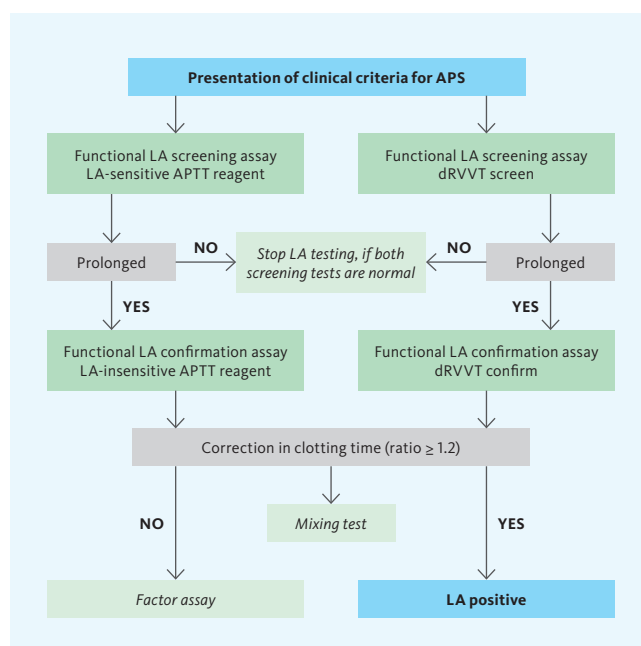 Presentation of clinical criteria for APS
Functional LA screening assay
LA-sensitive APTT reagent
Functional LA screening assay
dRVVT screen
Prolonged
NO
Stop LA testing, if both
screening tests are normal
NO
Prolonged
YES
YES
Functional LA confirmation assay
LA-insensitive APTT reagent
Functional LA confirmation assay
dRVVT confirm
Correction in clotting time (ratio ≥ 1.2)
NO
Mixing test
YES
Factor assay
LA positive